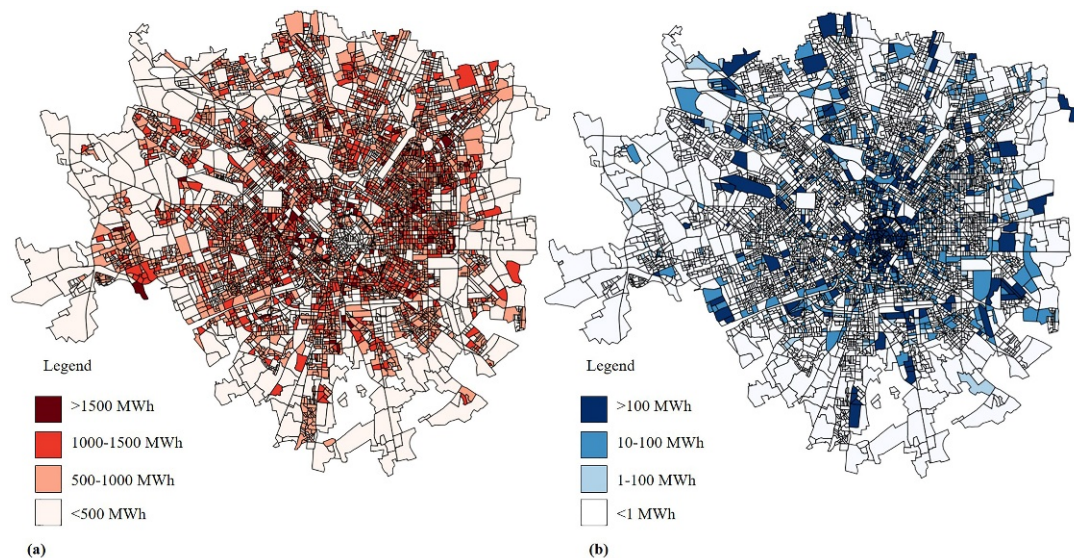 Legend
>1500 MWh
1000-1500 MWh
500-1000 MWh
<500 MWh
(a)
Legend
>100 MWh
10-100 MWh
1-100 MWh
<1 MWh
(b)